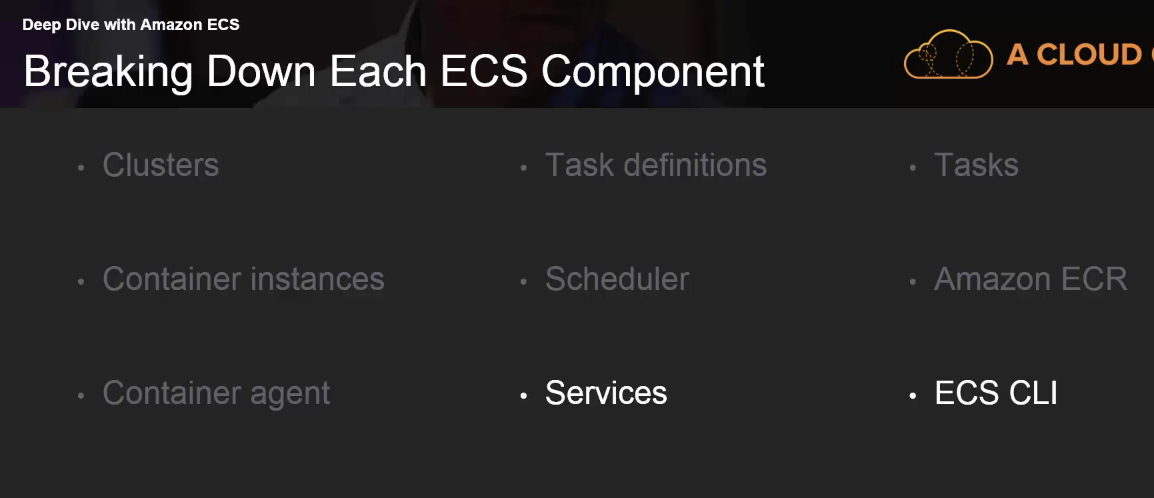 Deep Dive with Amazon ECS
Breaking Down Each ECS Component
A CLOUD
• Clusters
• Task definitions
• Tasks
• Container instances
• Scheduler
• Amazon ECR
• Container agent
• Services
• ECS CLI